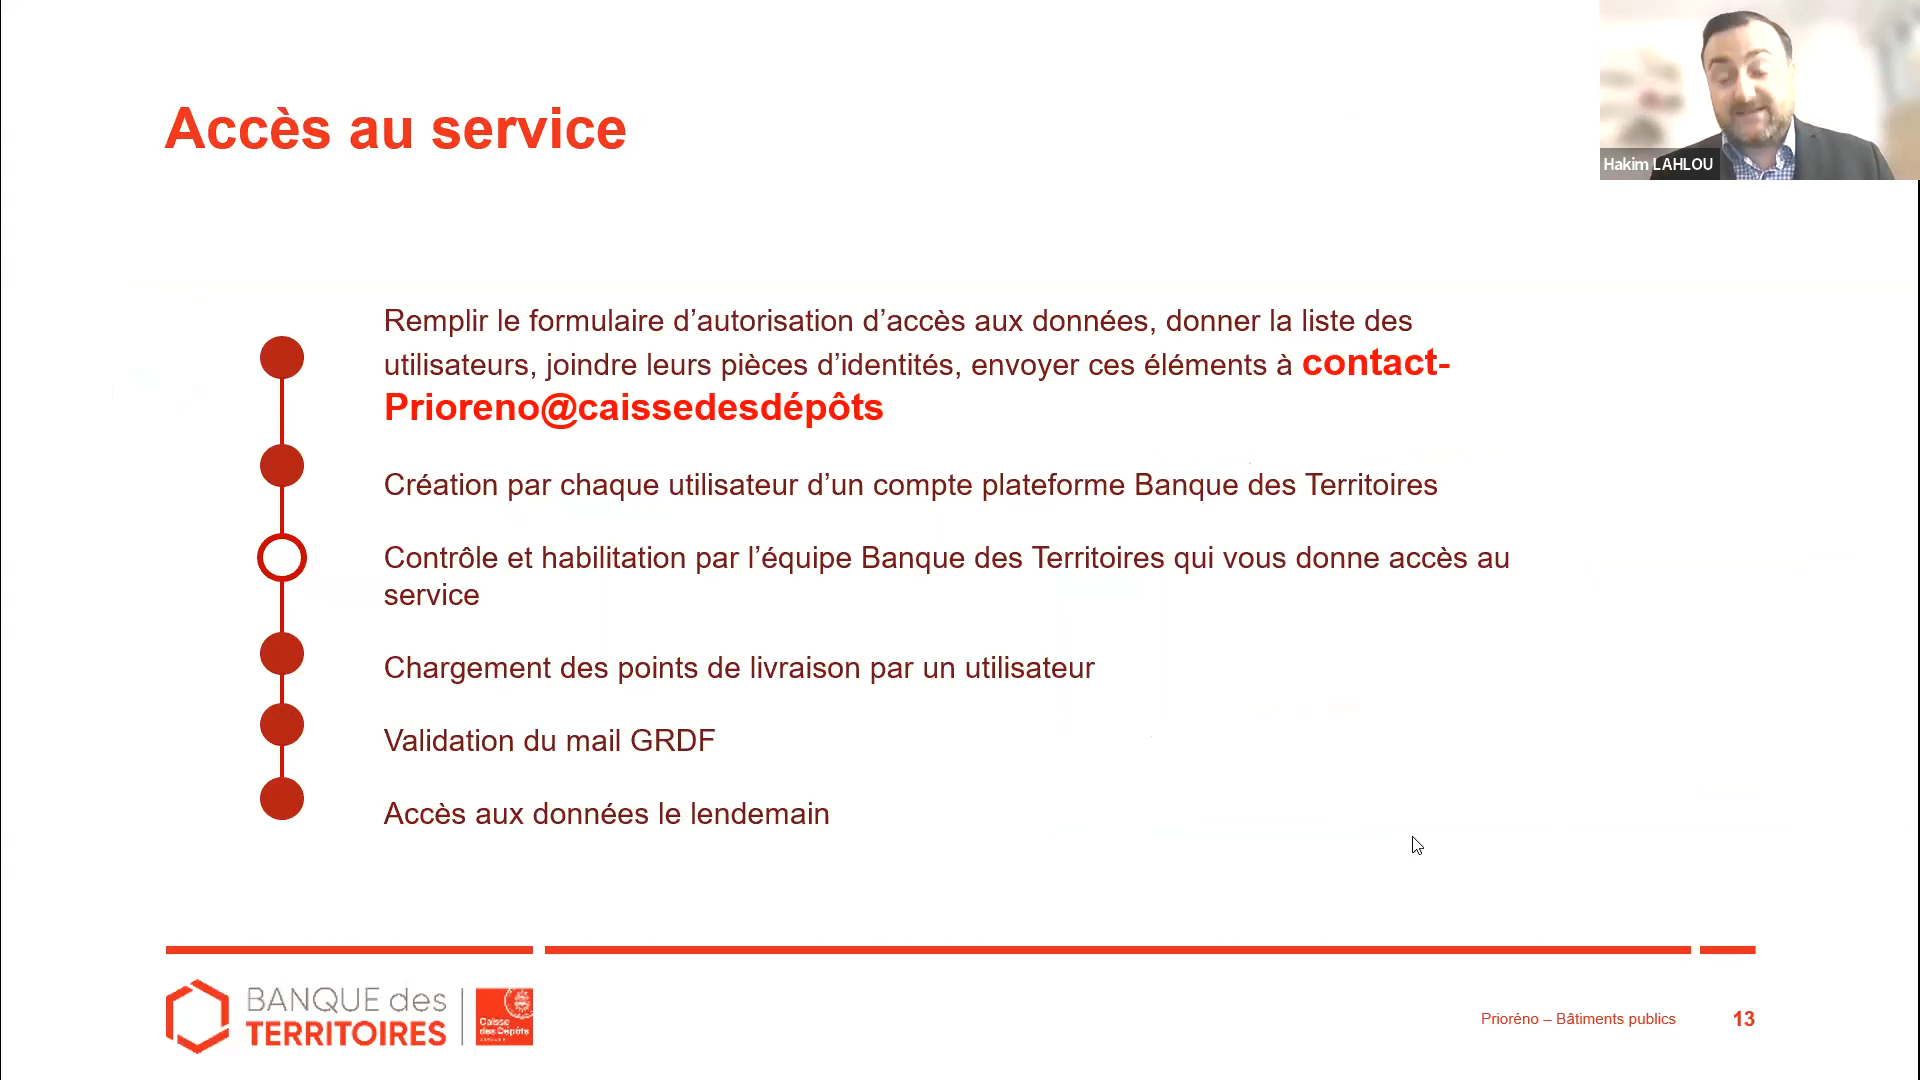 Accès au service
Hakim LAHLOU
Remplir le formulaire d’autorisation d’accès aux données, donner la liste des
utilisateurs, joindre leurs pièces d’identités, envoyer ces éléments à contact-
Prioreno@caissedesdépôts
Création par chaque utilisateur d’un compte plateforme Banque des Territoires
Contrôle et habilitation par l’équipe Banque des Territoires qui vous donne accès au
service
Chargement des points de livraison par un utilisateur
Validation du mail GRDF
Accès aux données le lendemain
BANQUE des
TERRITOIRES
Caisse
des Dépôts
Prioréno – Bâtiments publics
13